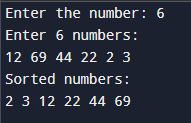 Enter the number: 6
Enter 6 numbers:
12 69 44 22 2 3
Sorted numbers:
2 3 12 22 44 69